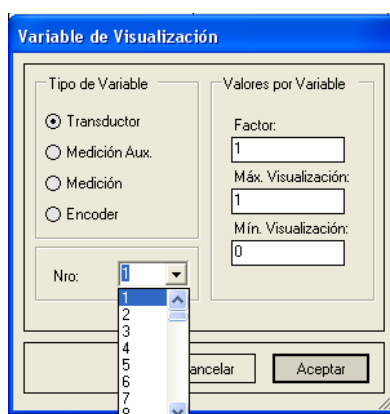 Variable de Visualización
Tipo de Variable
Transductor
Medición Aux.
Medición
Encoder
Valores por Variable
Factor:
1
Máx. Visualización:
1
Mín. Visualización:
0
Nro:
1
1
2
3
4
5
6
7
8
ancelar
Aceptar